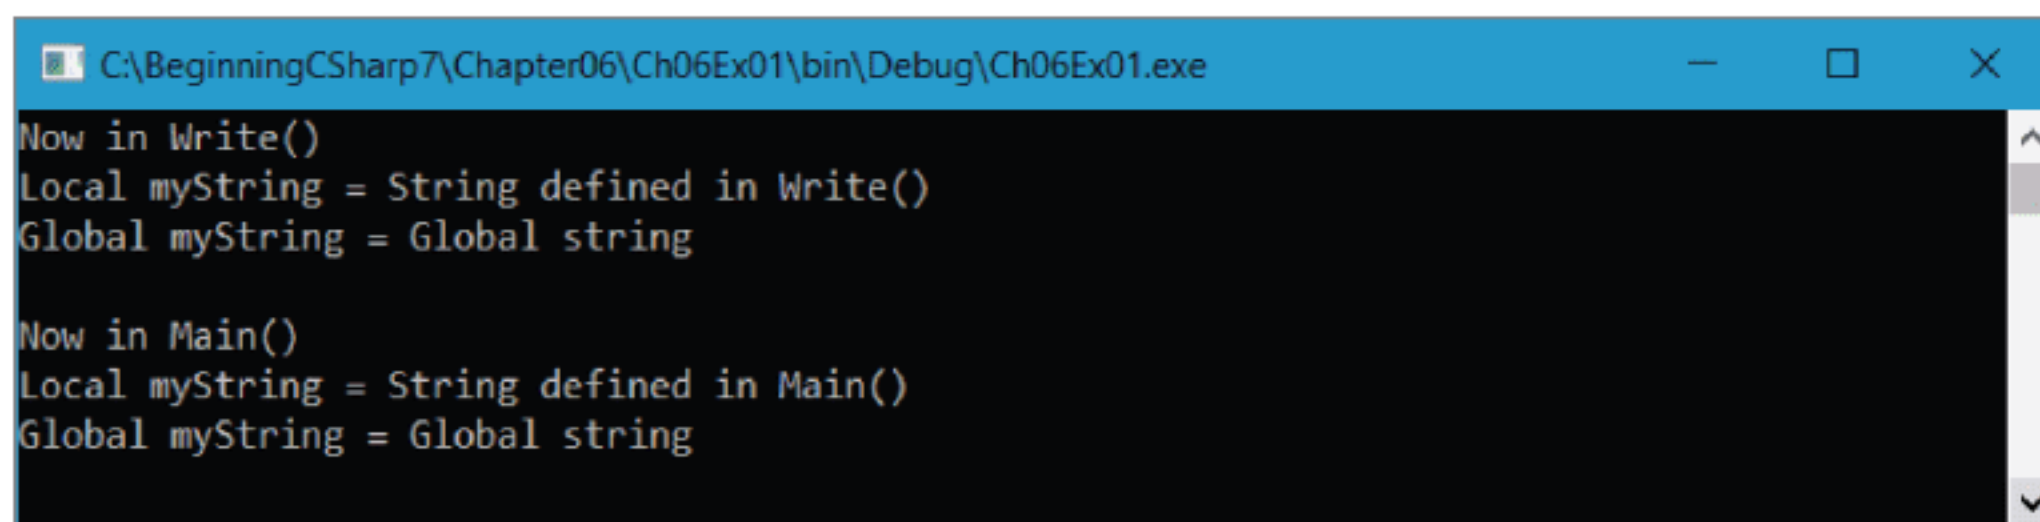 C:\BeginningCSharp7\Chapter06\Ch06Ex01\bin\Debug\Ch06Ex01.exe
Now in Write()
Local myString = String defined in Write()
Global myString = Global string
Now in Main()
Local myString = String defined in Main()
Global myString = Global string